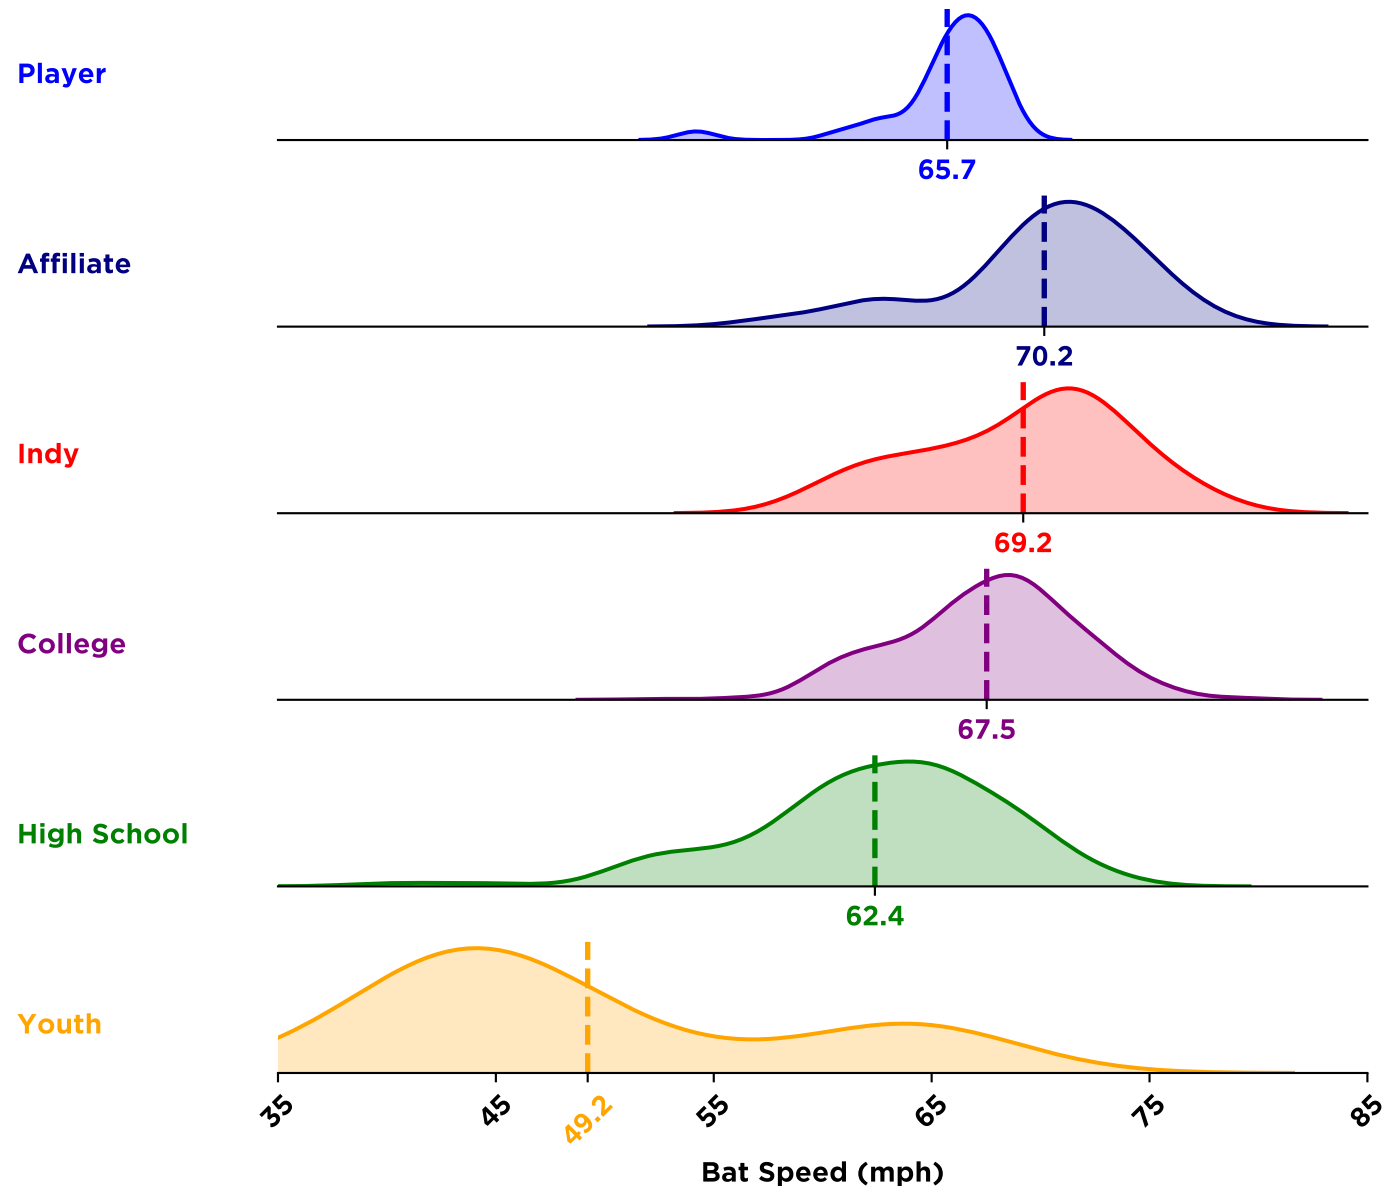 Player
65.7
Affiliate
70.2
Indy
69.2
College
67.5
High School
62.4
Youth
35
45
49.2
55
65
75
85
Bat Speed (mph)